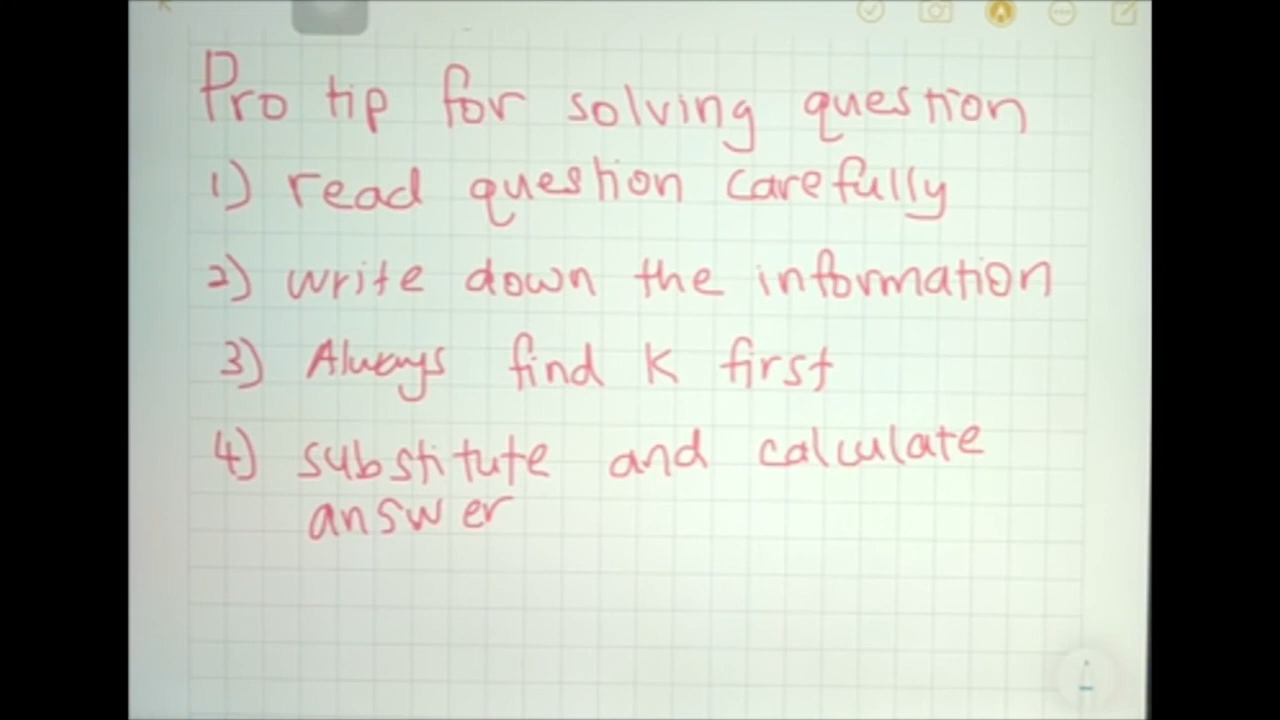 Pro tip for solving question
1) read question carefully
2) write down the information
3) Always find K first
4) substitute and calculate
answer